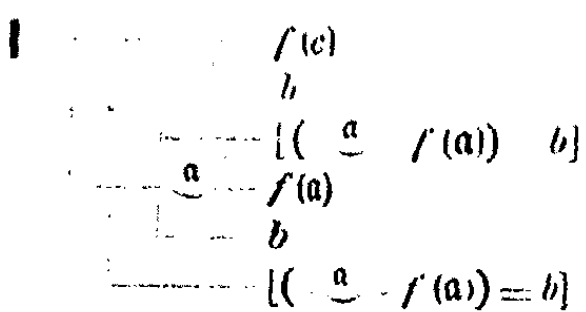 f(c)
b
[( 𝔞 f(𝔞)) b]
𝔞 f(𝔞)
b
[( 𝔞 f(𝔞)) = b]